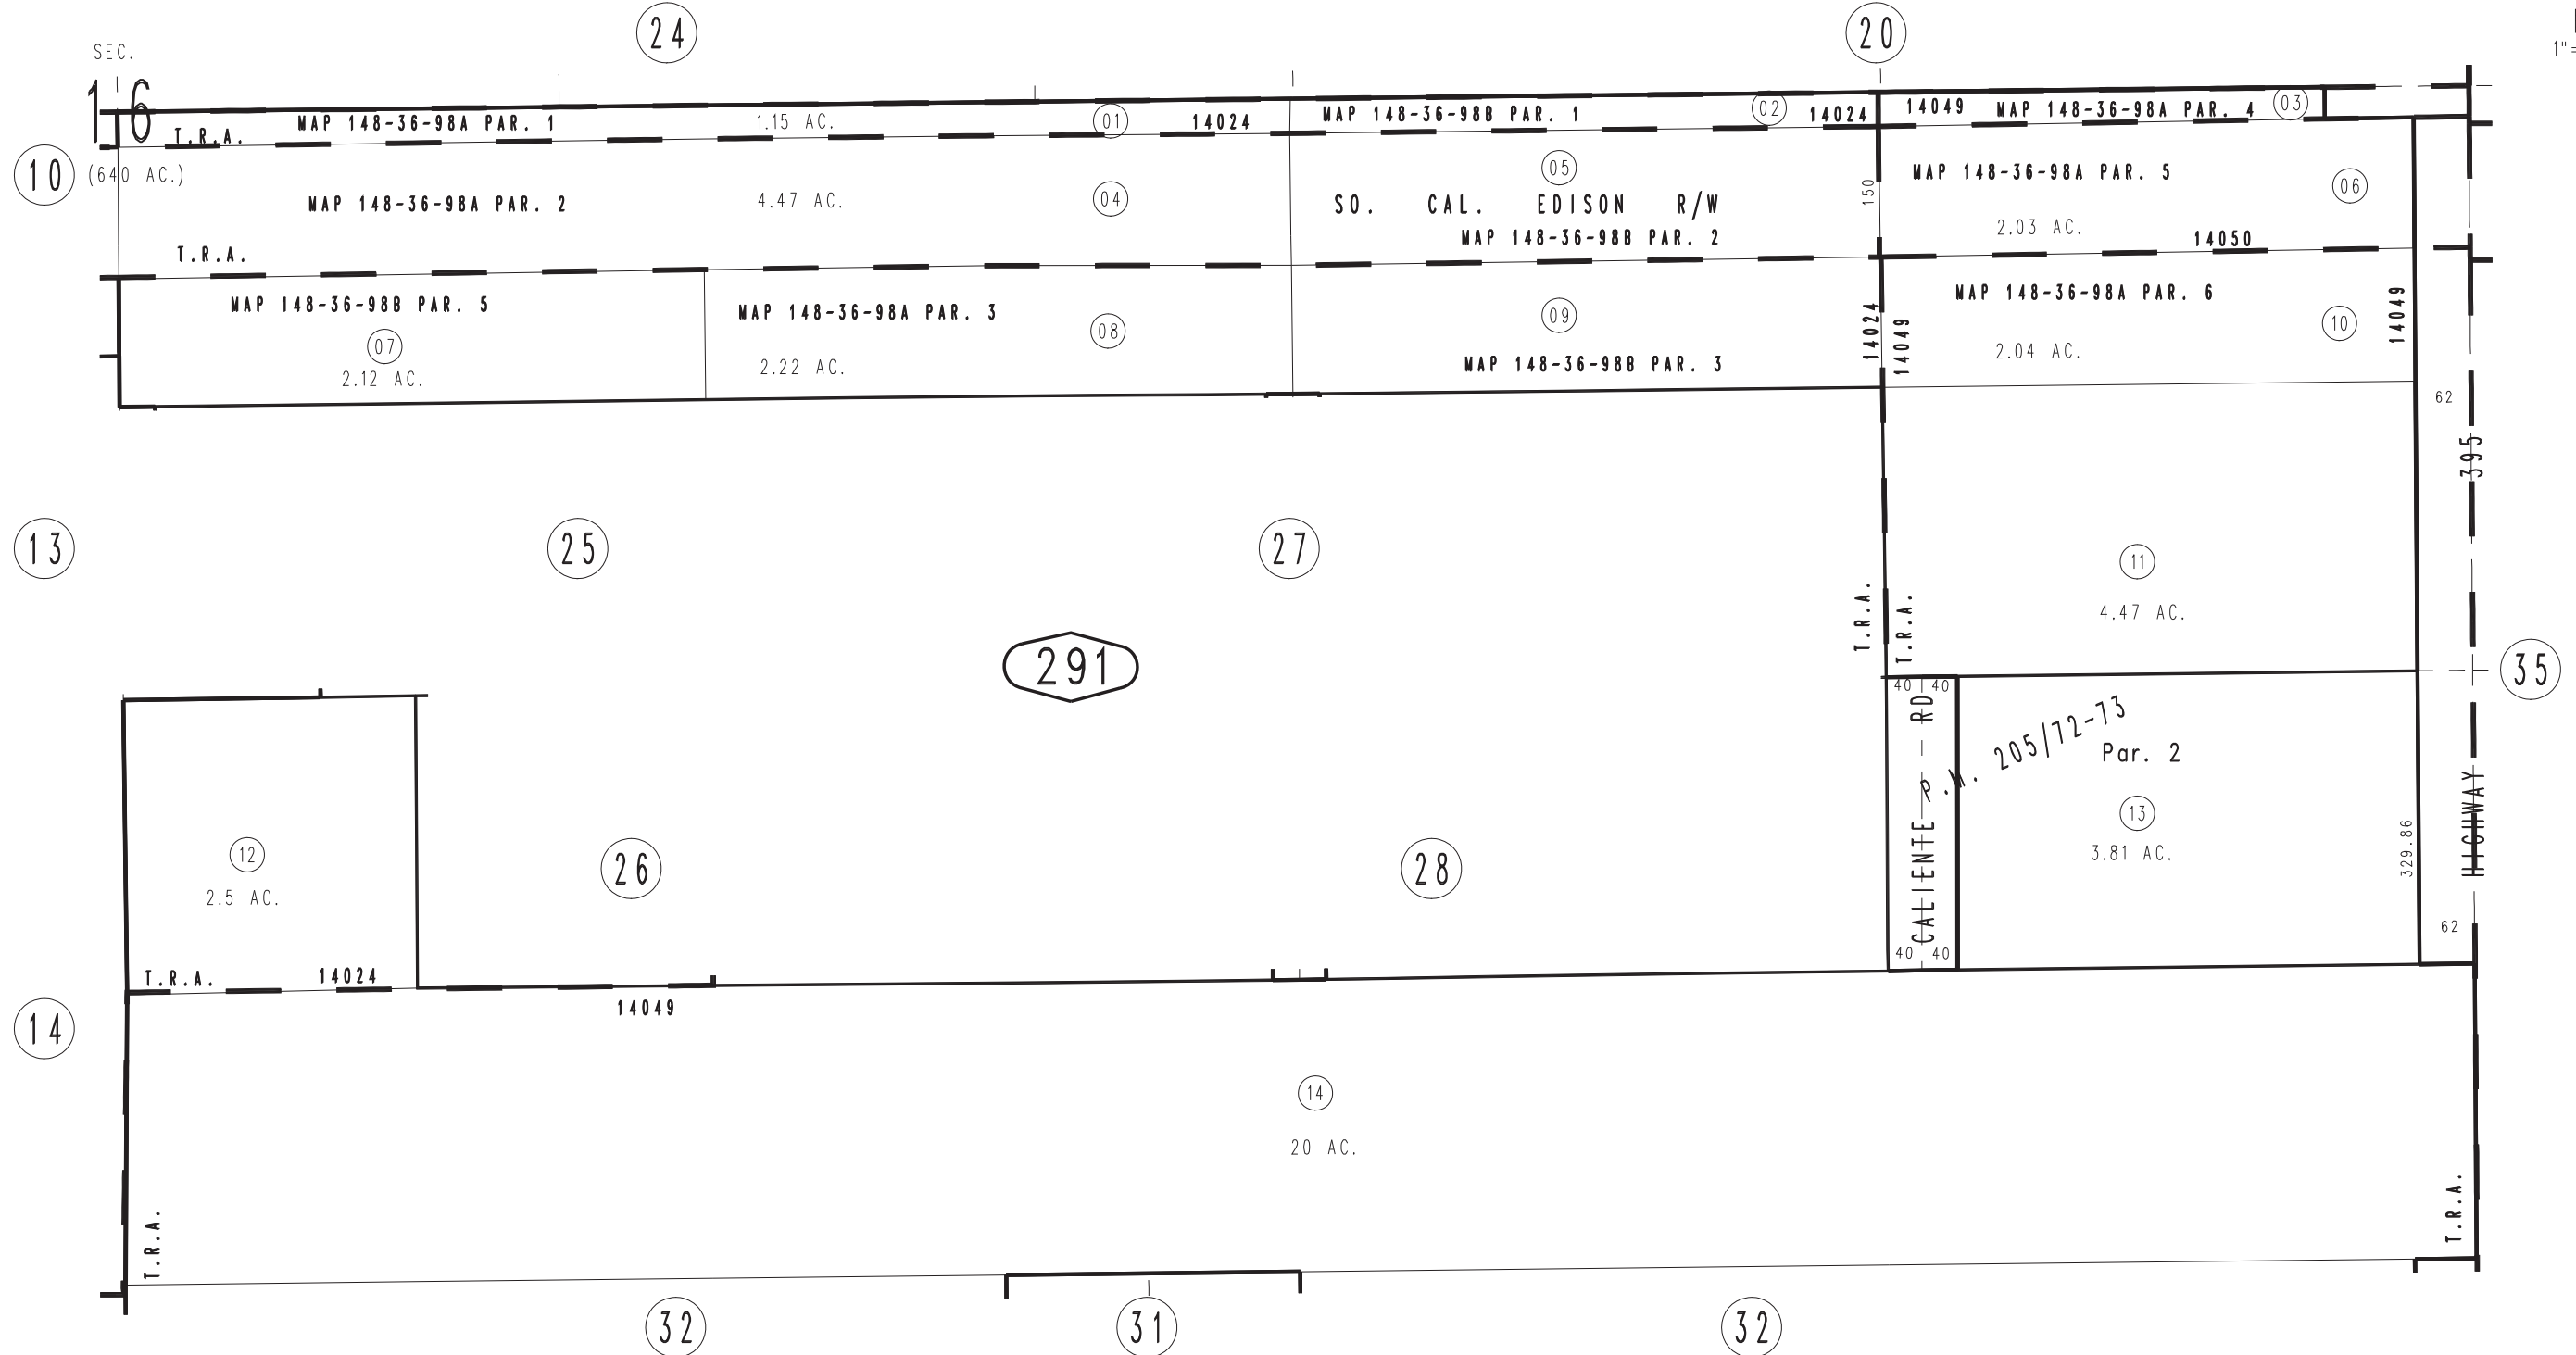 24
20
SEC.
1"=
16
MAP 148-36-98A PAR. 1
1.15 AC.
01
14024
MAP 148-36-98B PAR. 1
02
14024
14049
MAP 148-36-98A PAR. 4
03
T.R.A.
10
(640 AC.)
MAP 148-36-98A PAR. 2
4.47 AC.
04
05
SO. CAL. EDISON R/W
MAP 148-36-98B PAR. 2
150
MAP 148-36-98A PAR. 5
06
2.03 AC.
14050
T.R.A.
MAP 148-36-98B PAR. 5
07
2.12 AC.
MAP 148-36-98A PAR. 3
08
2.22 AC.
09
MAP 148-36-98B PAR. 3
14024
14049
MAP 148-36-98A PAR. 6
10
2.04 AC.
14049
62
395
13
25
27
11
4.47 AC.
T.R.A.
T.R.A.
291
35
40 40
CALIENTE RD
P.M. 205/72-73
Par. 2
13
3.81 AC.
329.86
HIGHWAY
12
2.5 AC.
26
28
62
40 40
T.R.A.
14024
14049
14
14
20 AC.
T.R.A.
T.R.A.
32
31
32